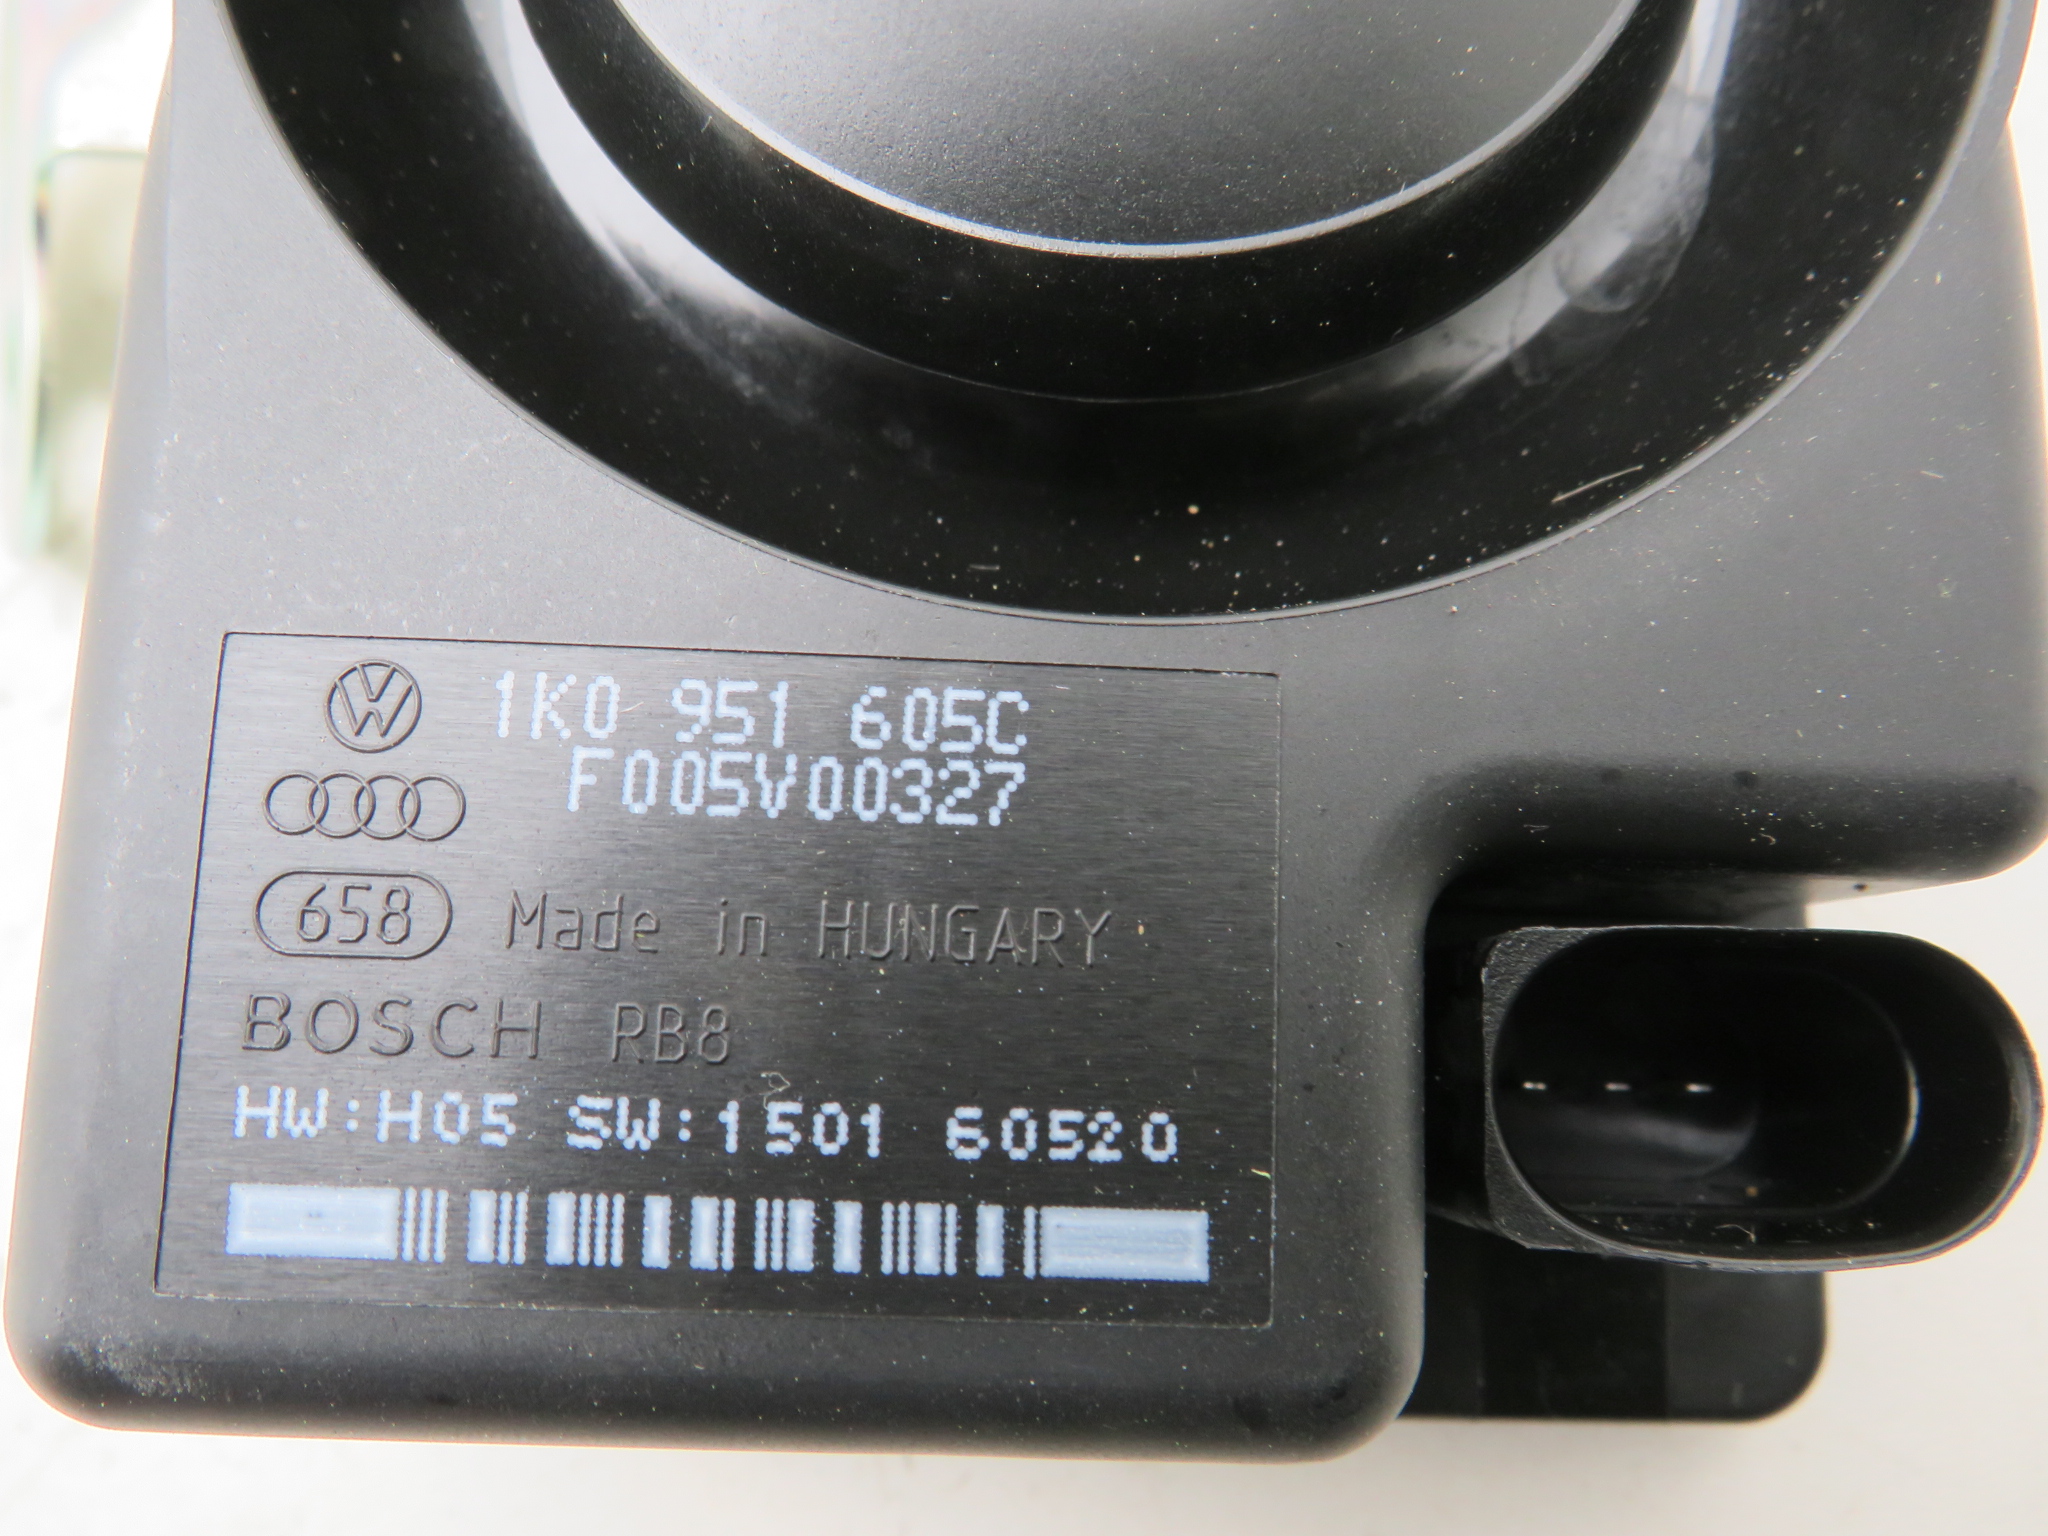 1K0 951 605C
F005V00327
658 Made in HUNGARY
BOSCH RB8
HW:H05 SW:1501 60520